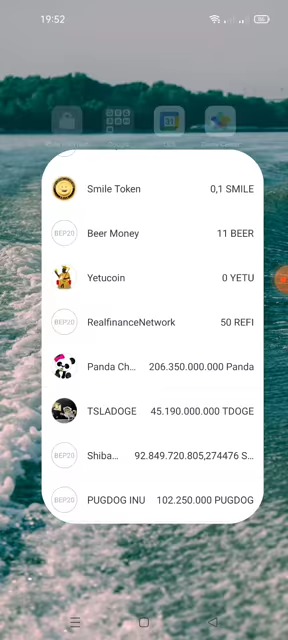 19:52
31
Smile Token 0,1 SMILE
BEP20 Beer Money 11 BEER
Yetucoin 0 YETU
BEP20 RealfinanceNetwork 50 REFI
Panda Ch... 206.350.000.000 Panda
TSLADOGE 45.190.000.000 TDOGE
BEP20 Shiba... 92.849.720.805,274476 S...
BEP20 PUGDOG INU 102.250.000 PUGDOG